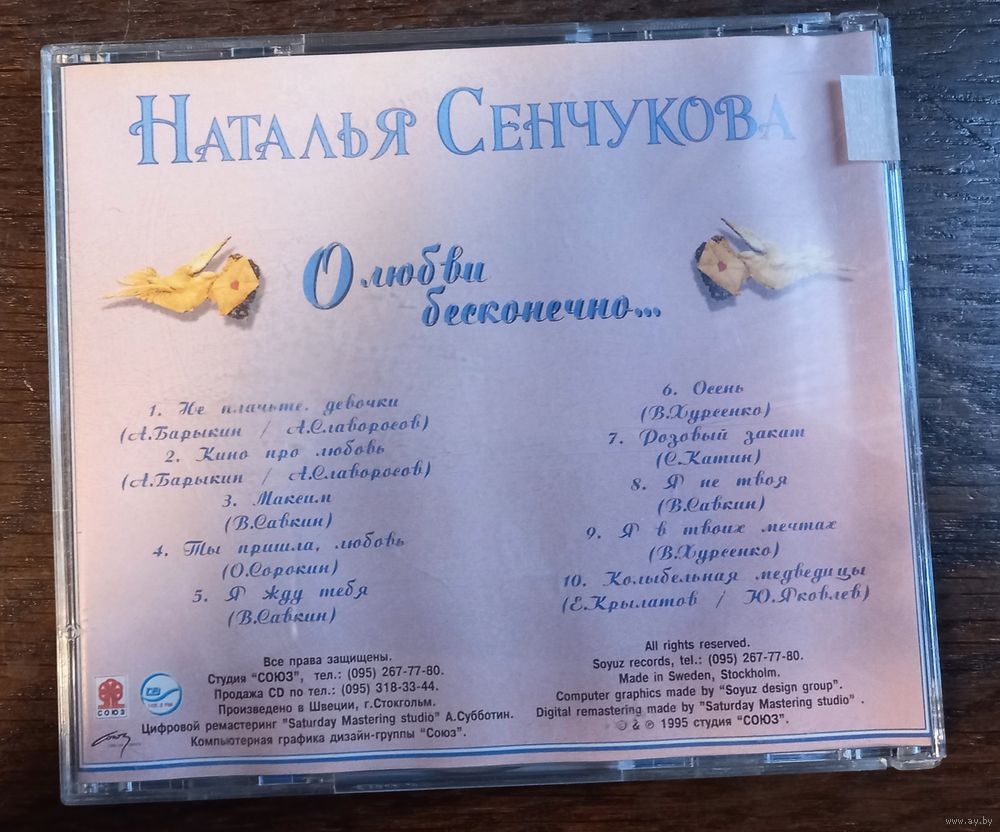 НАТАЛЬЯ СЕНЧУКОВА
О любви
бесконечно...
1. Не плачьте. девочки
(А.Барыкин / А.Славоросов)
2. Кино про любовь
(А.Барыкин / А.Славоросов)
3. Максим
(В.Савкин)
4. Ты пришла, любовь
(О.Сорокин)
5. Я жду тебя
(В.Савкин)
6. Осень
(В.Хурсенко)
7. Розовый закат
(С.Катин)
8. Я не твоя
(В.Савкин)
9. Я в твоих мечтах
(В.Хурсенко)
10. Колыбельная медведицы
(Е.Крылатов / Ю.Яковлев)
Все права защищены.
Студия "СОЮЗ", тел.: (095) 267-77-80.
Продажа CD по тел.: (095) 318-33-44.
Произведено в Швеции, г.Стокгольм.
Цифровой ремастеринг "Saturday Mastering studio" А.Субботин.
Компьютерная графика дизайн-группы "Союз".
All rights reserved.
Soyuz records, tel.: (095) 267-77-80.
Made in Sweden, Stockholm.
Computer graphics made by "Soyuz design group".
Digital remastering made by "Saturday Mastering studio" .
© & ℗ 1995 студия "СОЮЗ".
СОЮЗ
www.ay.by